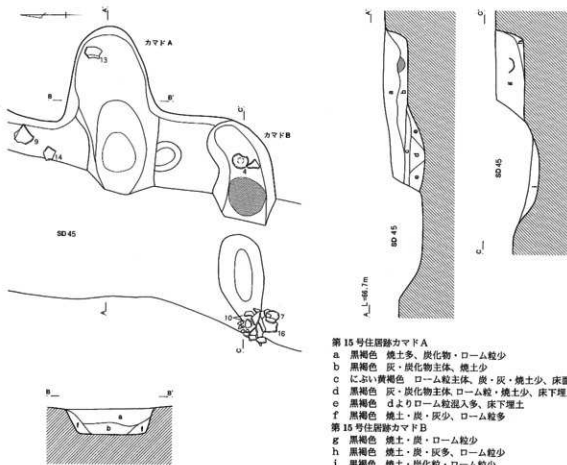 A'
カマドA
13
B
B'
C'
カマドB
9
14
4
SD 45
A
10
7
16
C
B
B'
a
f
b
f
A'
a
b
c
e
d
e
SD 45
A
L=66.7m
C'
h
g
i
SD 45
C
第15号住居跡カマドA
a 黒褐色 焼土多、炭化物・ローム粒少
b 黒褐色 灰・炭化物主体、焼土少
c にぶい黄褐色 ローム粒主体、炭・灰・焼土少、床面
d 黒褐色 灰・炭化物主体、ローム粒・焼土少、床下埋土
e 黒褐色 dよりローム粒混入多、床下埋土
f 黒褐色 焼土・炭・灰少、ローム粒多
第15号住居跡カマドB
g 黒褐色 焼土・炭・ローム粒少
h 黒褐色 焼土・炭・灰多、ローム粒少
i 黒褐色 焼土・炭化粒・ローム粒少